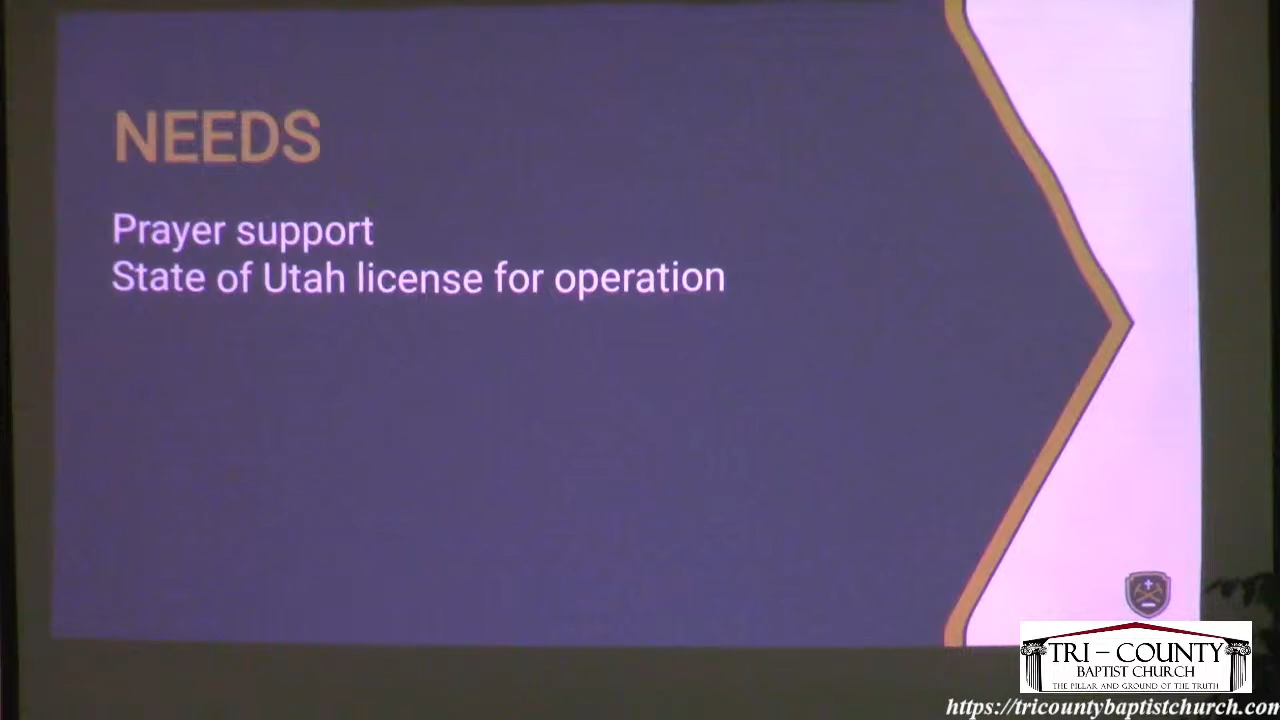 NEEDS
Prayer support
State of Utah license for operation
TRI – COUNTY
BAPTIST CHURCH
THE PILLAR AND GROUND OF THE TRUTH
https://tricountybaptistchurch.com